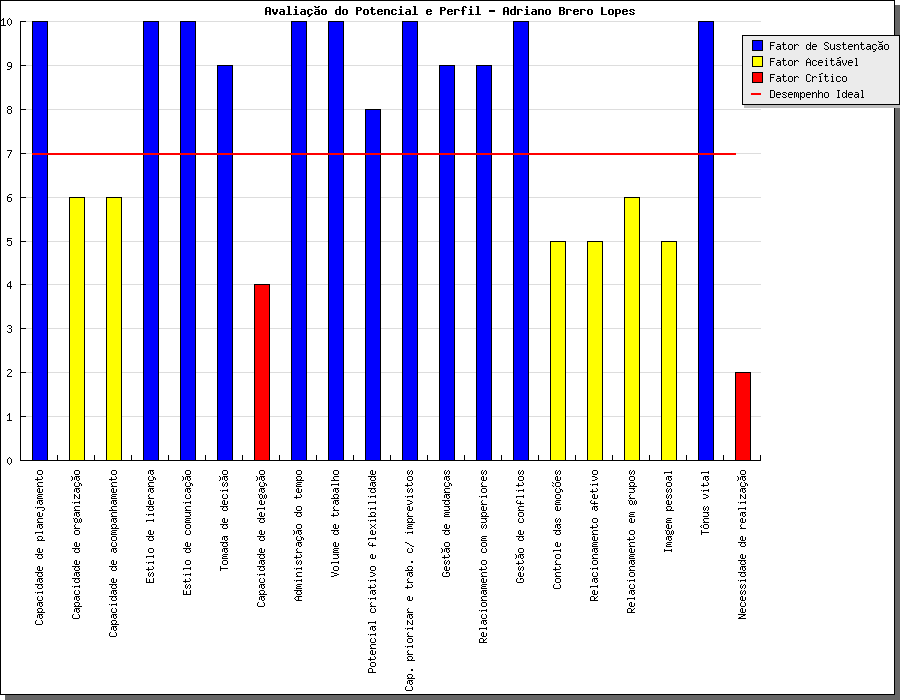 Avaliação do Potencial e Perfil - Adriano Brero Lopes
10
9
8
7
6
5
4
3
2
1
0
Fator de Sustentação
Fator Aceitável
Fator Crítico
Desempenho Ideal
Capacidade de planejamento
Capacidade de organização
Capacidade de acompanhamento
Estilo de liderança
Estilo de comunicação
Tomada de decisão
Capacidade de delegação
Administração do tempo
Volume de trabalho
Potencial criativo e flexibilidade
Cap. priorizar e trab. c/ imprevistos
Gestão de mudanças
Relacionamento com superiores
Gestão de conflitos
Controle das emoções
Relacionamento afetivo
Relacionamento em grupos
Imagem pessoal
Tônus vital
Necessidade de realização